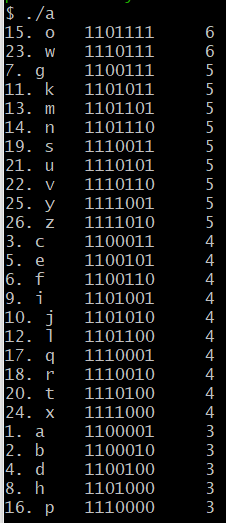 $ ./a
15. o 1101111 6
23. w 1110111 6
7. g 1100111 5
11. k 1101011 5
13. m 1101101 5
14. n 1101110 5
19. s 1110011 5
21. u 1110101 5
22. v 1110110 5
25. y 1111001 5
26. z 1111010 5
3. c 1100011 4
5. e 1100101 4
6. f 1100110 4
9. i 1101001 4
10. j 1101010 4
12. l 1101100 4
17. q 1110001 4
18. r 1110010 4
20. t 1110100 4
24. x 1111000 4
1. a 1100001 3
2. b 1100010 3
4. d 1100100 3
8. h 1101000 3
16. p 1110000 3